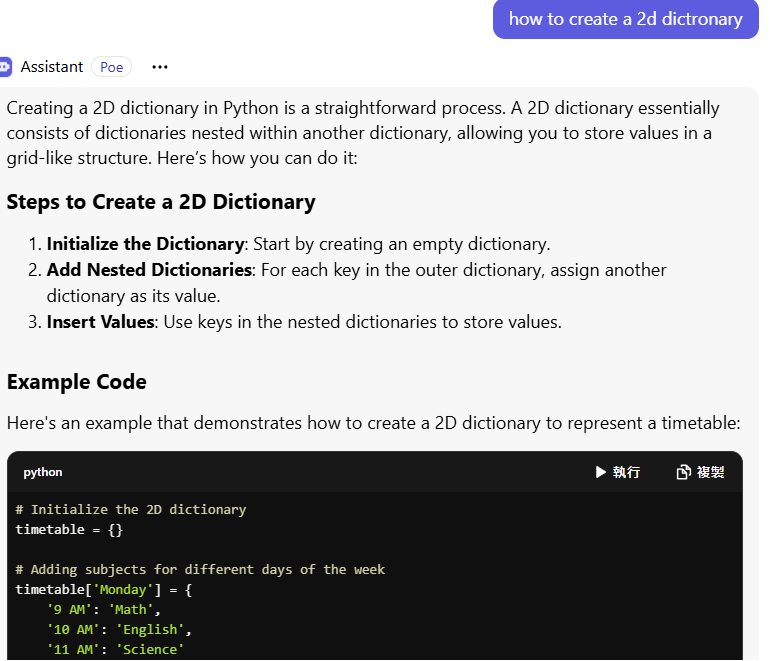 how to create a 2d dictronary
Assistant Poe ···
Creating a 2D dictionary in Python is a straightforward process. A 2D dictionary essentially
consists of dictionaries nested within another dictionary, allowing you to store values in a
grid-like structure. Here’s how you can do it:
Steps to Create a 2D Dictionary
1. Initialize the Dictionary: Start by creating an empty dictionary.
2. Add Nested Dictionaries: For each key in the outer dictionary, assign another
dictionary as its value.
3. Insert Values: Use keys in the nested dictionaries to store values.
Example Code
Here's an example that demonstrates how to create a 2D dictionary to represent a timetable:
python 執行 複製
# Initialize the 2D dictionary
timetable = {}
# Adding subjects for different days of the week
timetable['Monday'] = {
'9 AM': 'Math',
'10 AM': 'English',
'11 AM': 'Science'